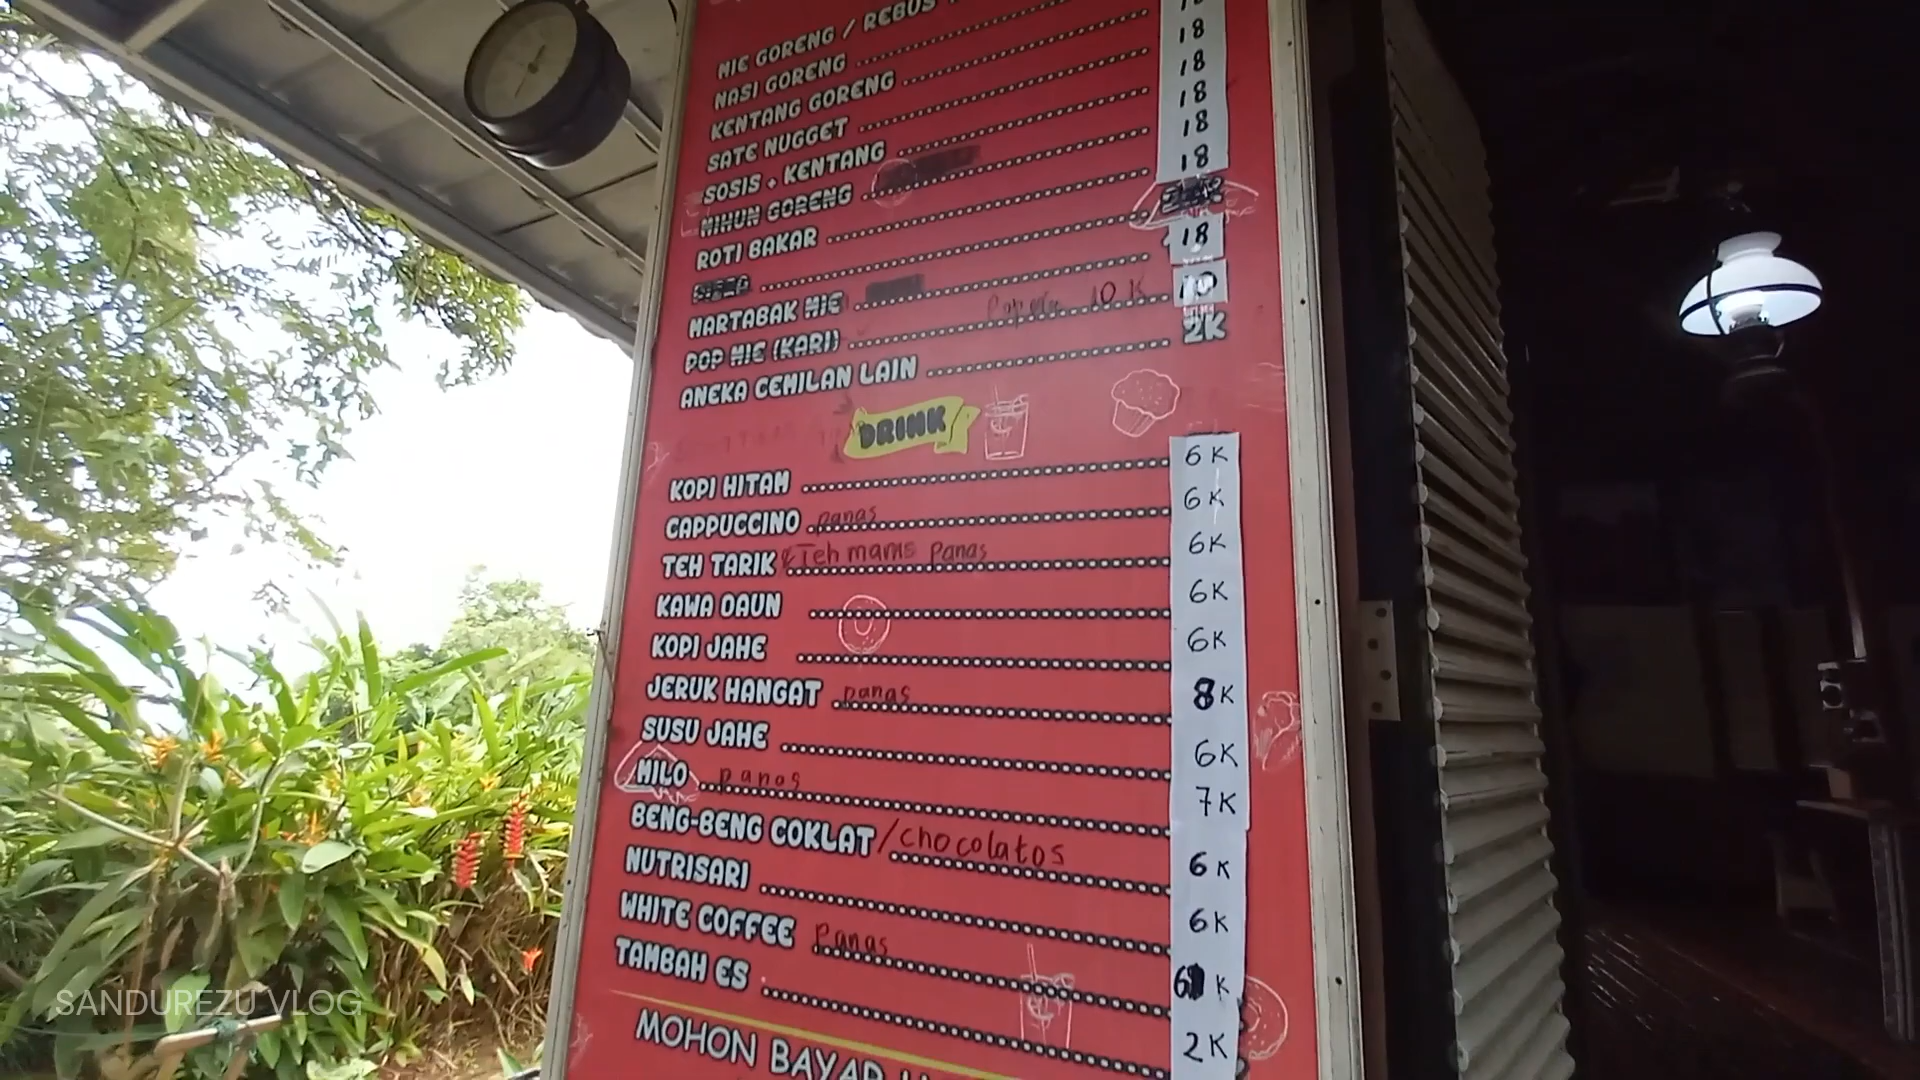 MIE GORENG / REBUS
NASI GORENG 18
KENTANG GORENG 18
SATE NUGGET 18
SOSIS + KENTANG 18
MIHUN GORENG 18
ROTI BAKAR
MARTABAK MIE 18
POP MIE (KARI) 10 K 10
ANEKA CEMILAN LAIN 2K
DRINK
KOPI HITAM 6K
CAPPUCCINO panas 6K
TEH TARIK & Teh manis Panas 6K
KAWA DAUN 6K
KOPI JAHE 6K
JERUK HANGAT panas 8K
SUSU JAHE 6K
MILO panas 7K
BENG-BENG COKLAT / chocolatos 6K
NUTRISARI 6K
WHITE COFFEE Panas 6 K
TAMBAH ES 2K
MOHON BAYAR
SANDUREZU VLOG